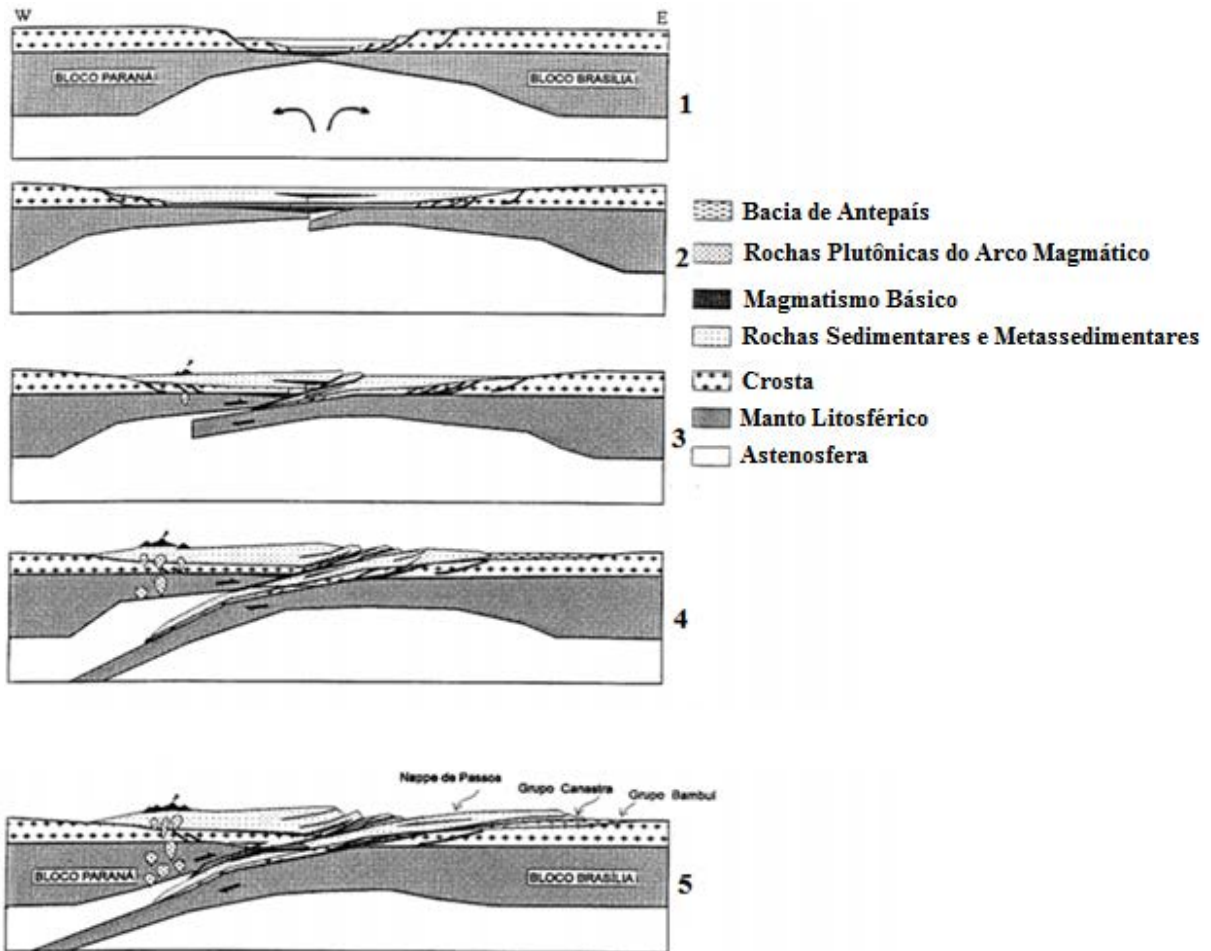 W
E
BLOCO PARANÁ
BLOCO BRASÍLIA
1
2
Bacia de Antepaís
Rochas Plutônicas do Arco Magmático
Magmatismo Básico
Rochas Sedimentares e Metassedimentares
Crosta
Manto Litosférico
Astenosfera
3
4
Nappe de Passos
Grupo Canastra
Grupo Bambuí
BLOCO PARANÁ
BLOCO BRASÍLIA
5